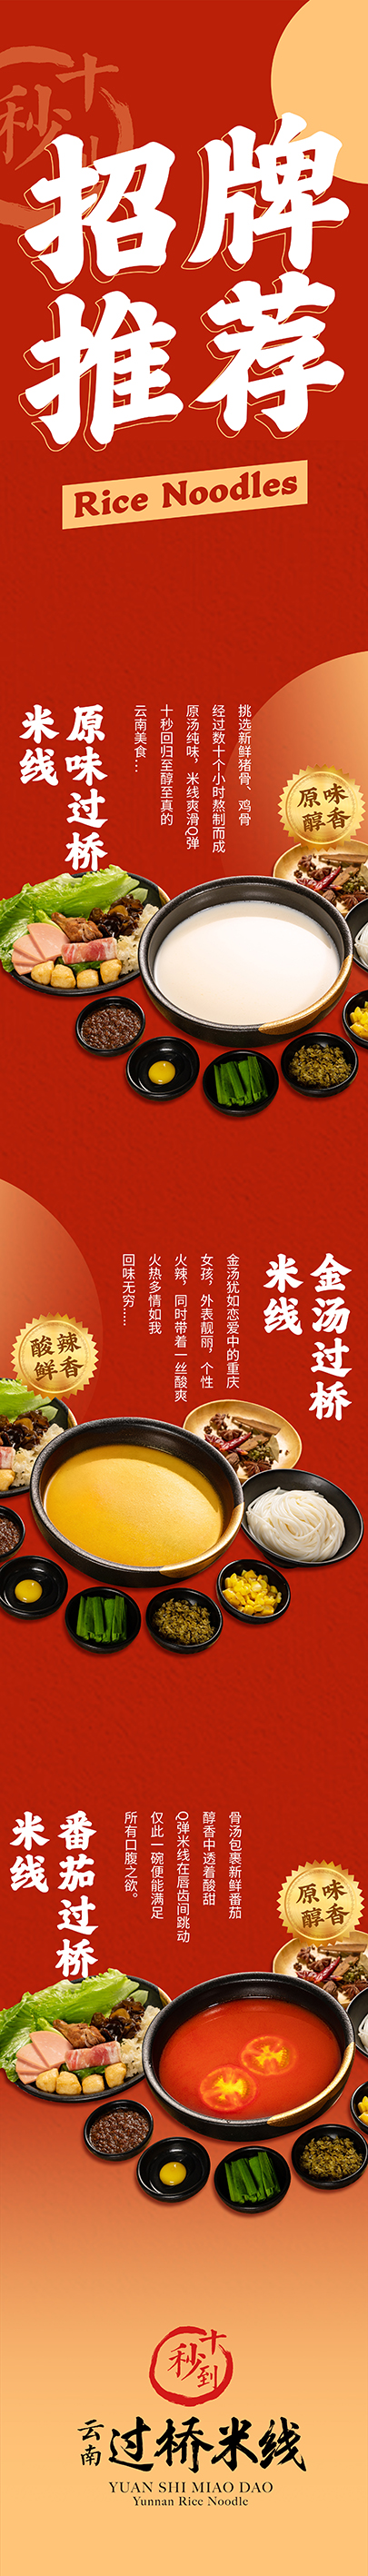 十秒到
招牌
推荐
Rice Noodles
原味过桥
米线
挑选新鲜猪骨、鸡骨
经过数十个小时熬制而成
原汤纯味，米线爽滑Q弹
十秒回归至醇至真的
云南美食...
原味
醇香
金汤过桥
米线
金汤犹如恋爱中的重庆
女孩，外表靓丽，个性
火辣，同时带着一丝酸爽
火热多情如我
回味无穷......
酸辣
鲜香
番茄过桥
米线
骨汤包裹新鲜番茄
醇香中透着酸甜
Q弹米线在唇齿间跳动
仅此一碗便能满足
所有口腹之欲。
原味
醇香
十秒到
云南
过桥米线
YUAN SHI MIAO DAO
Yunnan Rice Noodle